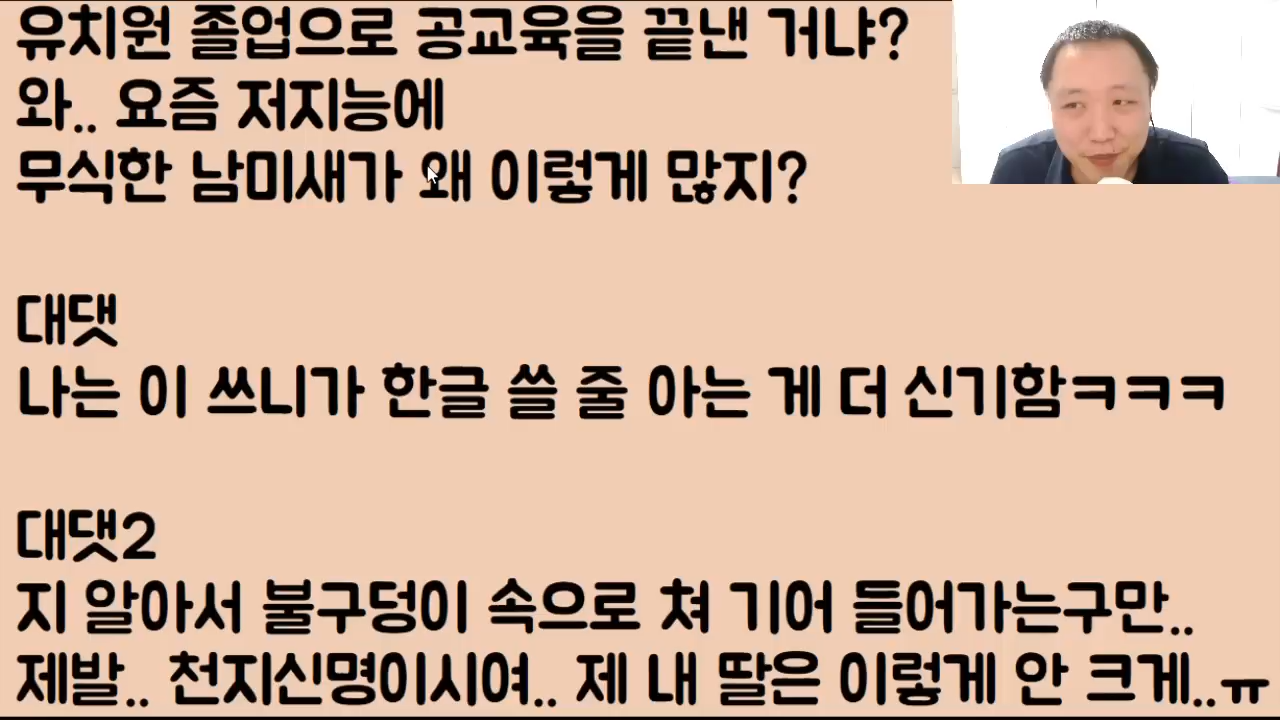 유치원 졸업으로 공교육을 끝낸 거냐?
와.. 요즘 저지능에
무식한 남미새가 왜 이렇게 많지?
대댓
나는 이 쓰니가 한글 쓸 줄 아는 게 더 신기함ㅋㅋㅋ
대댓2
지 알아서 불구덩이 속으로 쳐 기어 들어가는구만..
제발.. 천지신명이시여.. 제 내 딸은 이렇게 안 크게..ㅠ